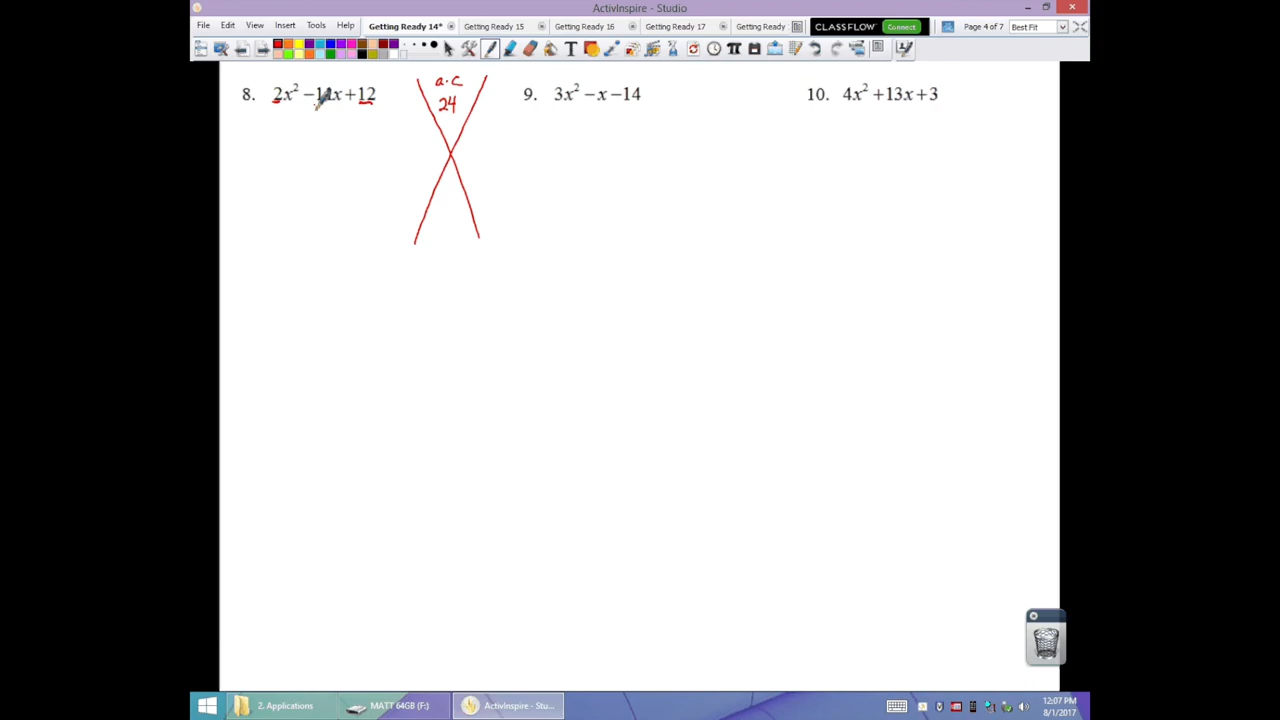 ActivInspire - Studio
File Edit View Insert Tools Help
Getting Ready 14* Getting Ready 15 Getting Ready 16 Getting Ready 17 Getting Ready
CLASSFLOW Connect
Page 4 of 7 Best Fit
8. 2x² −11x+12
a·c
24
9. 3x² −x−14
10. 4x² +13x+3
2. Applications MATT 64GB (F:) ActivInspire - Stu...
12:07 PM
8/1/2017